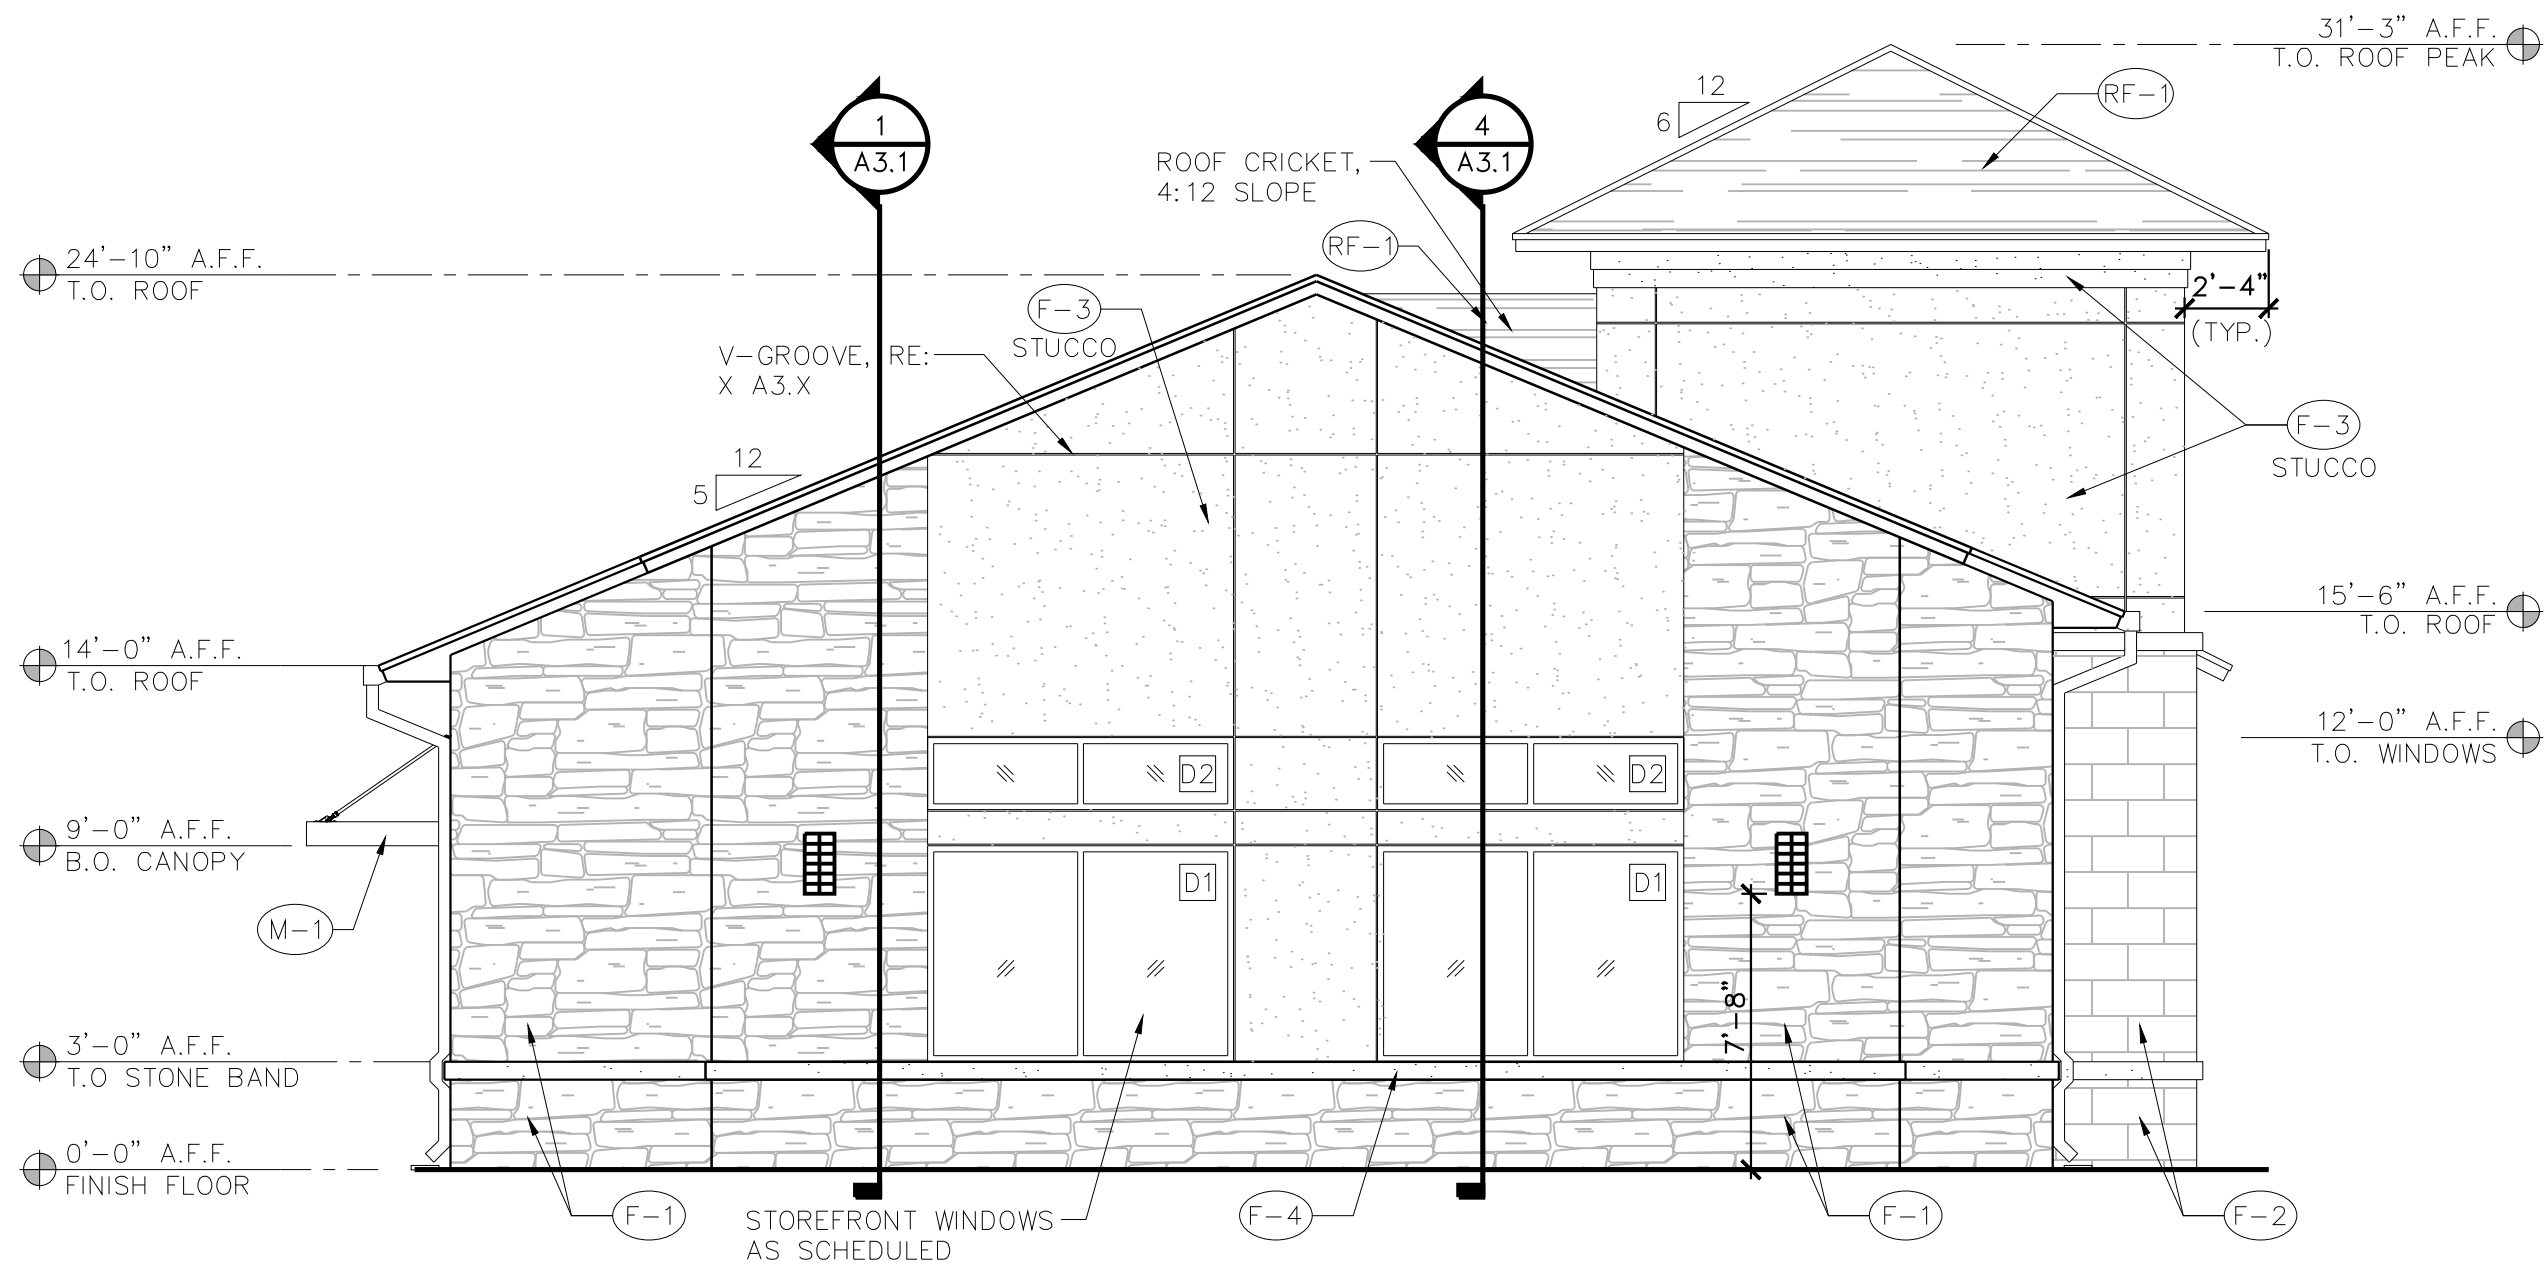 31'-3" A.F.F.
T.O. ROOF PEAK
12
6
RF-1
1
A3.1
4
A3.1
ROOF CRICKET,
4:12 SLOPE
RF-1
24'-10" A.F.F.
T.O. ROOF
2'-4"
(TYP.)
F-3
STUCCO
V-GROOVE, RE:
X A3.X
F-3
STUCCO
12
5
15'-6" A.F.F.
T.O. ROOF
14'-0" A.F.F.
T.O. ROOF
12'-0" A.F.F.
T.O. WINDOWS
D2
D2
9'-0" A.F.F.
B.O. CANOPY
D1
D1
M-1
7'-8"
3'-0" A.F.F.
T.O STONE BAND
0'-0" A.F.F.
FINISH FLOOR
F-1
STOREFRONT WINDOWS
AS SCHEDULED
F-4
F-1
F-2